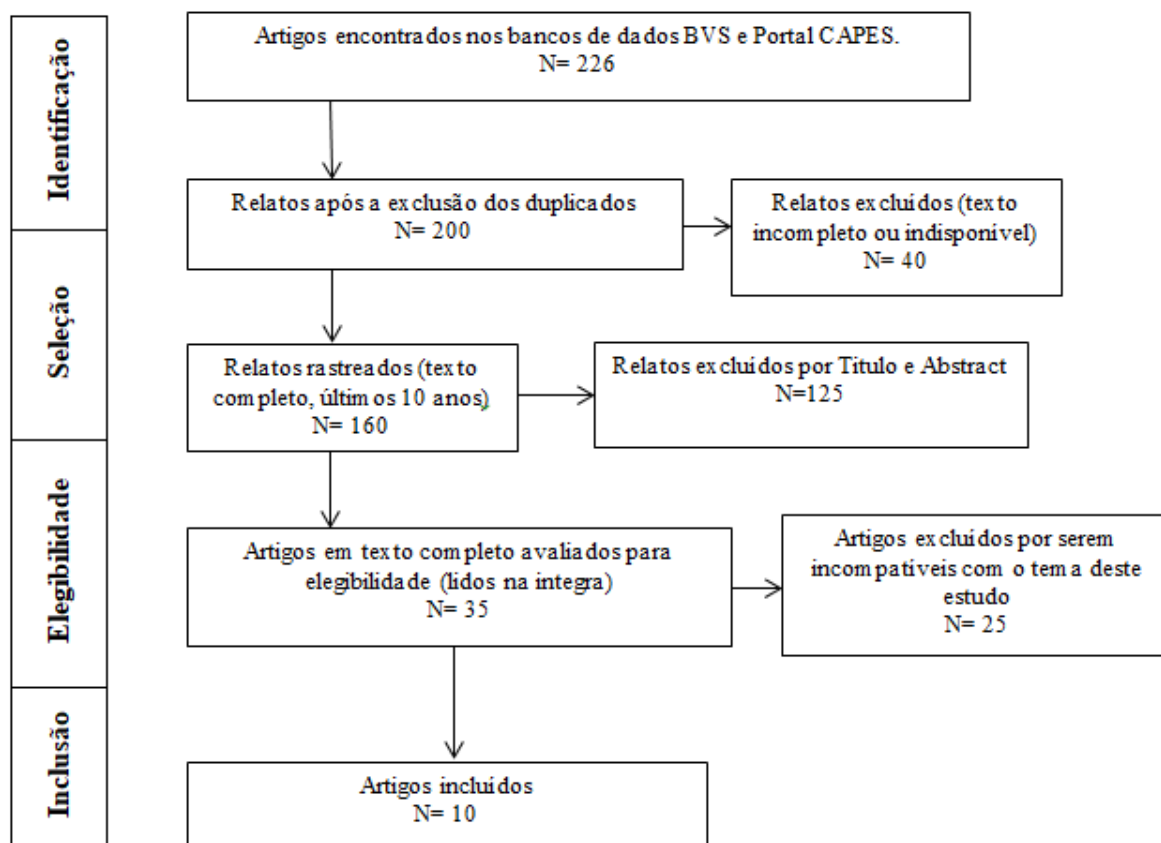 Identificação
Artigos encontrados nos bancos de dados BVS e Portal CAPES.
N= 226
Relatos após a exclusão dos duplicados
N= 200
Relatos excluídos (texto
incompleto ou indisponível)
N= 40
Seleção
Relatos rastreados (texto
completo, últimos 10 anos)
N= 160
Relatos excluídos por Titulo e Abstract
N=125
Elegibilidade
Artigos em texto completo avaliados para
elegibilidade (lidos na integra)
N= 35
Artigos excluídos por serem
incompatíveis com o tema deste
estudo
N= 25
Inclusão
Artigos incluídos
N= 10